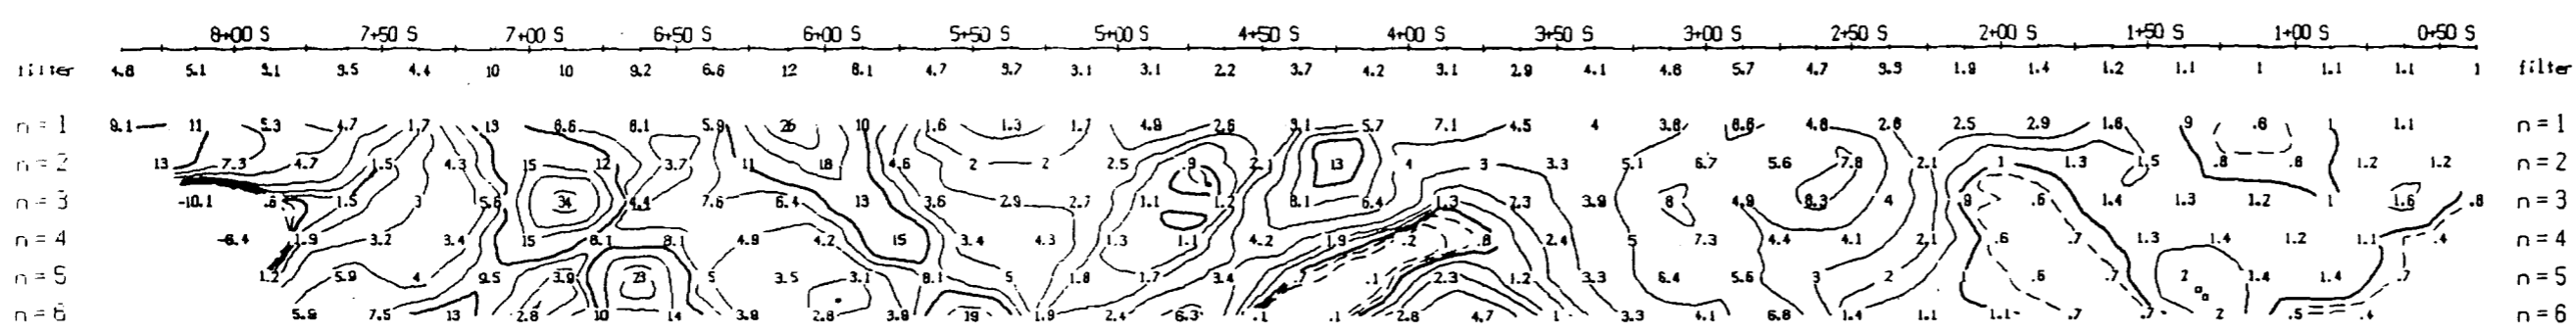 8+00 S 7+50 S 7+00 S 6+50 S 6+00 S 5+50 S 5+00 S 4+50 S 4+00 S 3+50 S 3+00 S 2+50 S 2+00 S 1+50 S 1+00 S 0+50 S
filter 4.8 5.1 9.1 9.5 4.4 10 10 9.2 6.6 12 8.1 4.7 9.7 3.1 3.1 2.2 3.7 4.2 3.1 2.9 4.1 4.6 5.7 4.7 3.9 1.9 1.4 1.2 1.1 1 1.1 1.1 1 filter
n = 1 9.1 11 5.3 4.7 1.7 13 8.6 8.1 5.9 26 10 1.6 1.3 1.7 4.9 2.6 9.1 5.7 7.1 4.5 4 3.8 8.6 4.8 2.8 2.5 2.9 1.6 9 .8 1 1.1 n = 1
n = 2 13 7.3 4.7 1.5 4.3 15 12 3.7 11 18 4.6 2 2 2.5 .9 2.1 13 4 3 3.3 5.1 6.7 5.6 7.8 2.1 1 1.3 1.5 .8 .8 1.2 1.2 n = 2
n = 3 -10.1 .6 1.5 3 5.6 34 4.4 7.6 6.4 13 3.6 2.9 2.7 1.1 1.2 8.1 6.4 1.3 2.3 3.9 8 4.9 8.3 4 .9 .6 1.4 1.3 1.2 1 1.6 .8 n = 3
n = 4 -6.4 1.9 3.2 3.4 15 8.1 8.1 4.9 4.2 15 3.4 4.3 1.3 1.1 4.2 1.9 .2 .8 2.4 5 7.3 4.4 4.1 2.1 .6 .7 1.3 1.4 1.2 1.1 .4 n = 4
n = 5 1.2 5.9 4 9.5 3.9 23 5 3.5 3.1 8.1 5 1.8 1.7 3.4 .7 .1 2.3 1.2 3.3 6.4 5.6 3 2 1 .6 .7 2 1.4 1.4 .7 n = 5
n = 6 5.9 7.5 13 2.8 10 14 3.8 2.8 3.8 19 1.9 2.4 6.3 .1 .1 2.8 4.7 1 3.3 4.1 6.8 1.4 1.1 1.1 .7 .7 2 .5 .4 n = 6